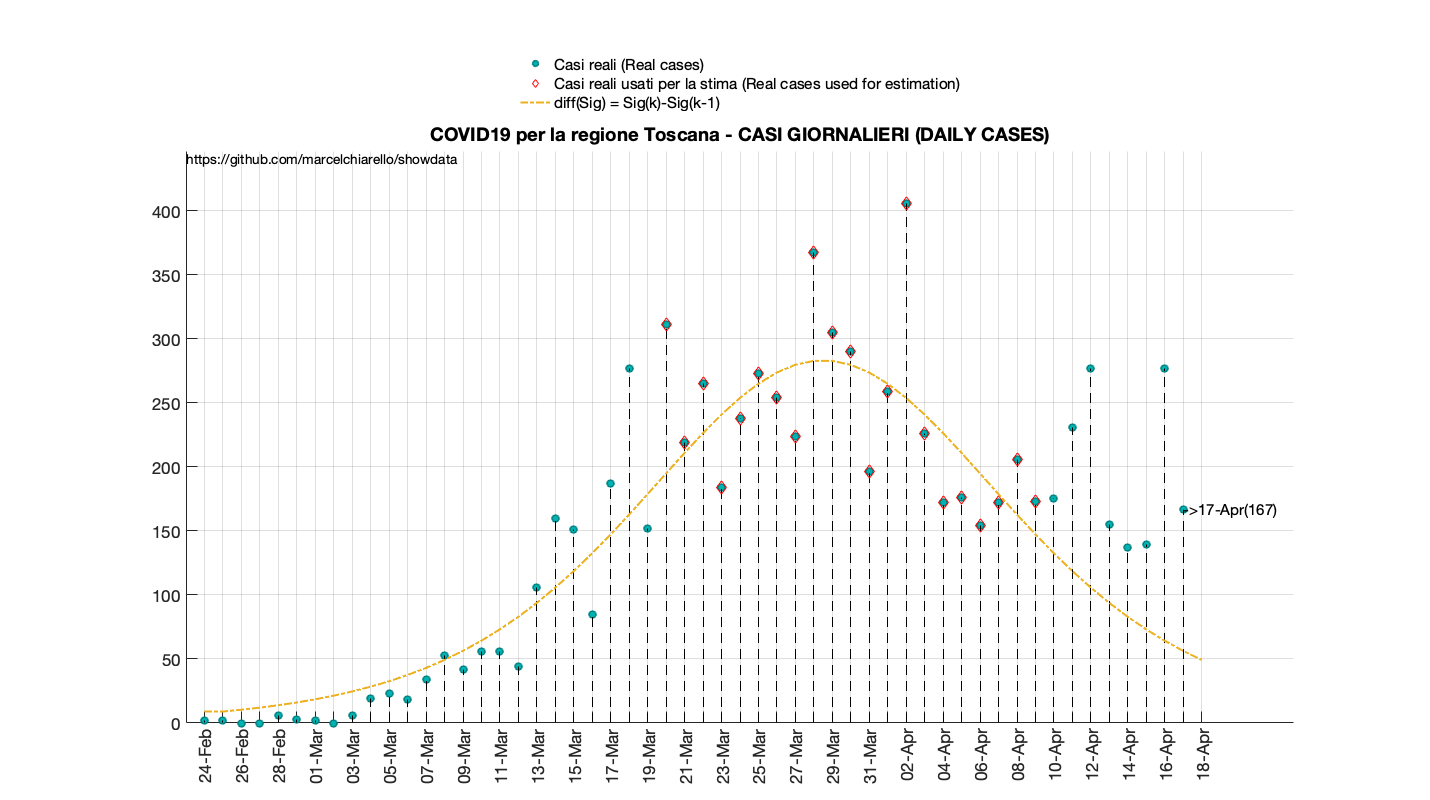 Casi reali (Real cases)
Casi reali usati per la stima (Real cases used for estimation)
diff(Sig) = Sig(k)-Sig(k-1)
COVID19 per la regione Toscana - CASI GIORNALIERI (DAILY CASES)
https://github.com/marcelchiarello/showdata
400
350
300
250
200
150
100
50
0
>17-Apr(167)
24-Feb
26-Feb
28-Feb
01-Mar
03-Mar
05-Mar
07-Mar
09-Mar
11-Mar
13-Mar
15-Mar
17-Mar
19-Mar
21-Mar
23-Mar
25-Mar
27-Mar
29-Mar
31-Mar
02-Apr
04-Apr
06-Apr
08-Apr
10-Apr
12-Apr
14-Apr
16-Apr
18-Apr